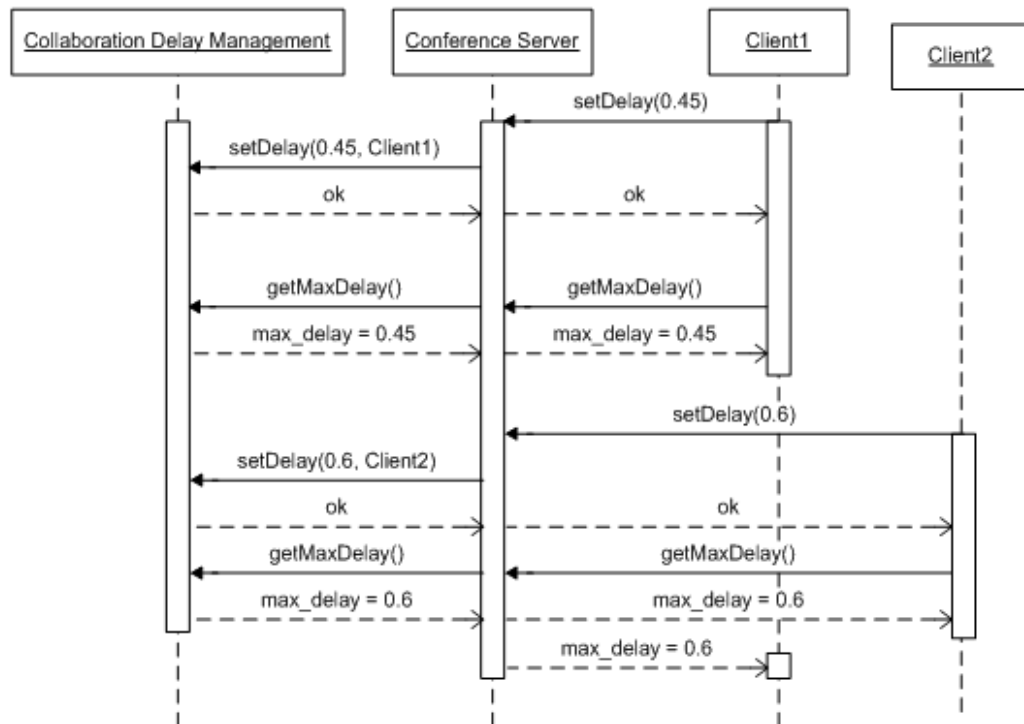 Collaboration Delay Management
Conference Server
Client1
Client2
setDelay(0.45)
setDelay(0.45, Client1)
ok
ok
getMaxDelay()
getMaxDelay()
max_delay = 0.45
max_delay = 0.45
setDelay(0.6)
setDelay(0.6, Client2)
ok
ok
getMaxDelay()
getMaxDelay()
max_delay = 0.6
max_delay = 0.6
max_delay = 0.6